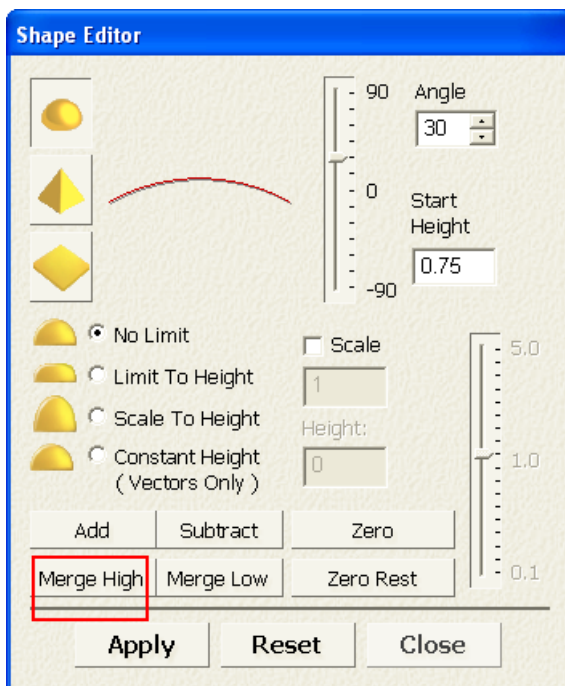 Shape Editor
90
Angle
30
0
Start
Height
0.75
-90
No Limit
Limit To Height
Scale To Height
Constant Height
( Vectors Only )
Scale
1
Height:
0
5.0
1.0
0.1
Add
Subtract
Zero
Merge High
Merge Low
Zero Rest
Apply
Reset
Close